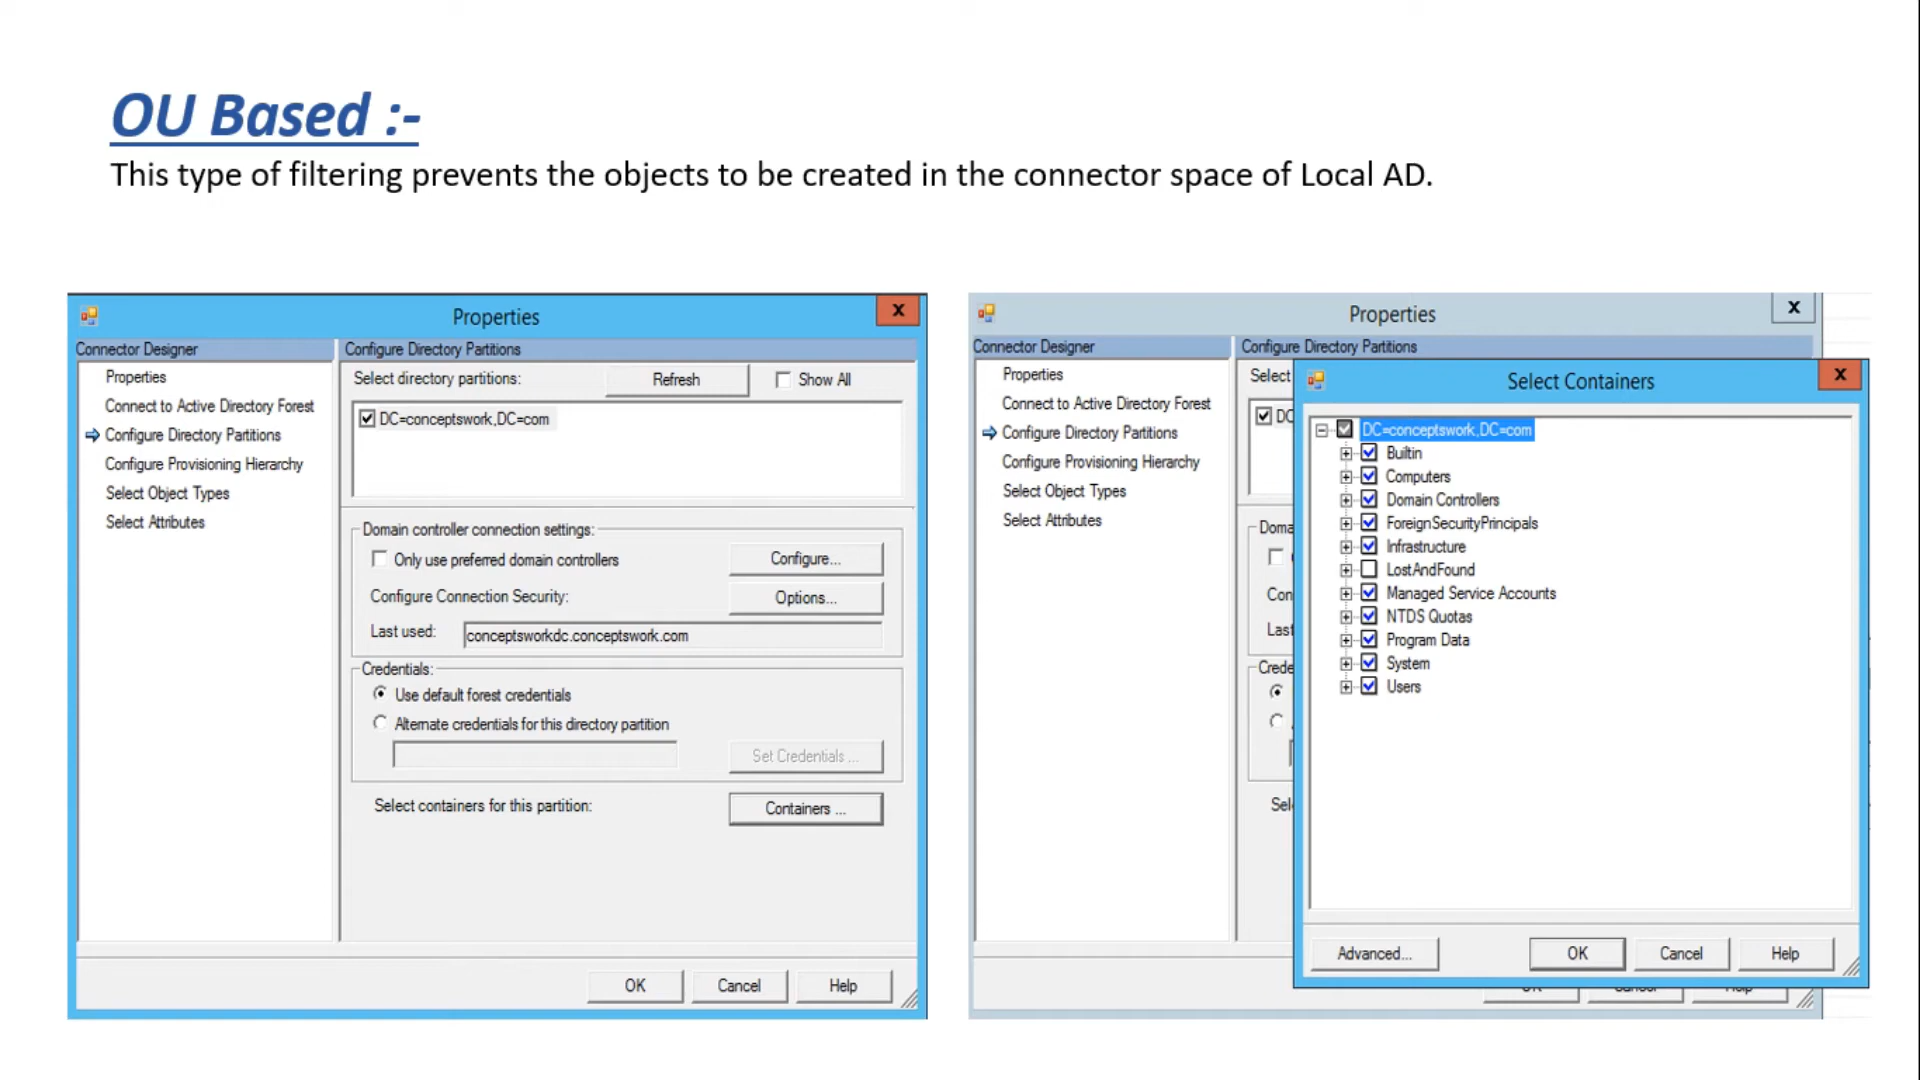 OU Based :-
This type of filtering prevents the objects to be created in the connector space of Local AD.
Properties
X
Connector Designer
Properties
Connect to Active Directory Forest
Configure Directory Partitions
Configure Provisioning Hierarchy
Select Object Types
Select Attributes
Configure Directory Partitions
Select directory partitions:
Refresh
Show All
DC=conceptswork,DC=com
Domain controller connection settings:
Only use preferred domain controllers
Configure...
Configure Connection Security:
Options...
Last used:
conceptsworkdc.conceptswork.com
Credentials:
Use default forest credentials
Alternate credentials for this directory partition
Set Credentials ...
Select containers for this partition:
Containers ...
OK
Cancel
Help
Properties
X
Connector Designer
Properties
Connect to Active Directory Forest
Configure Directory Partitions
Configure Provisioning Hierarchy
Select Object Types
Select Attributes
Configure Directory Partitions
Select
DC
Doma
Con
Last
Crede
Sel
Select Containers
X
DC=conceptswork,DC=com
Builtin
Computers
Domain Controllers
ForeignSecurityPrincipals
Infrastructure
LostAndFound
Managed Service Accounts
NTDS Quotas
Program Data
System
Users
Advanced...
OK
Cancel
Help